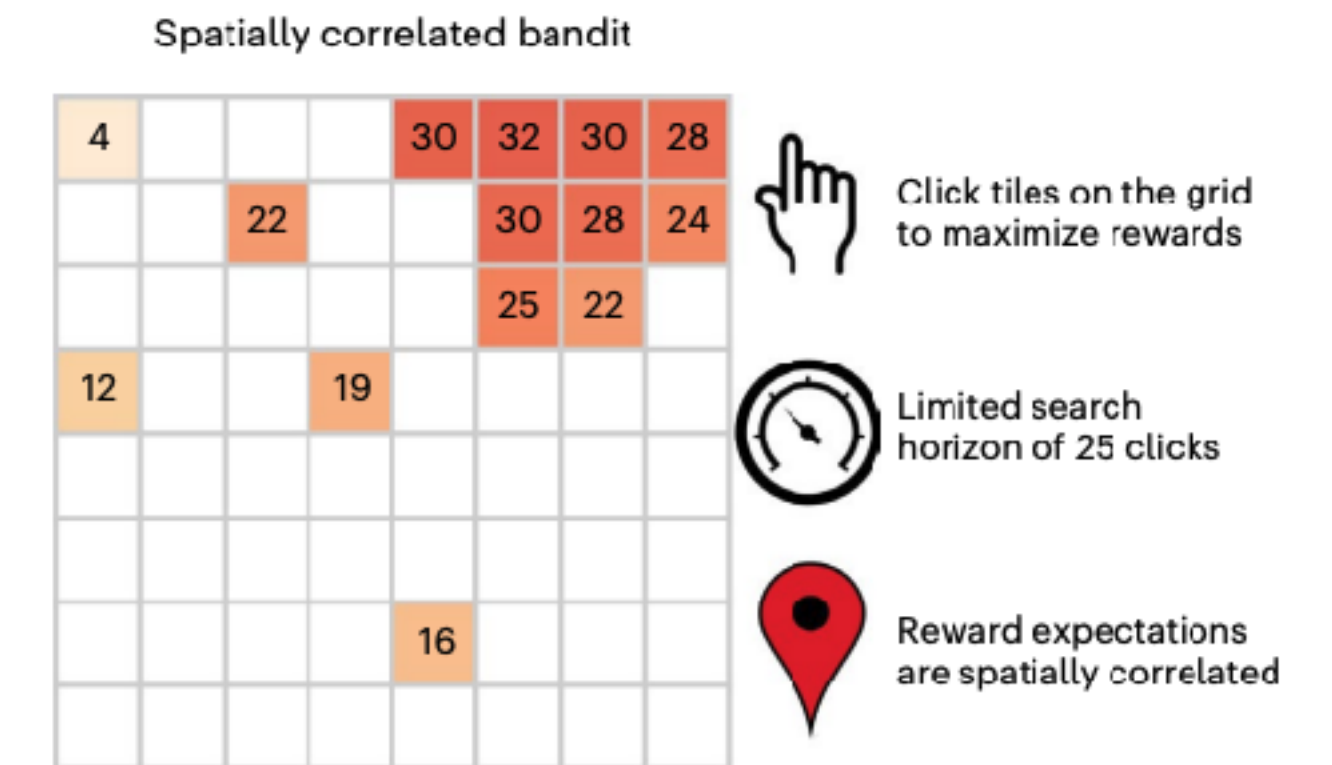 Spatially correlated bandit
4 30 32 30 28
22 30 28 24
25 22
12 19
16
Click tiles on the grid
to maximize rewards
Limited search
horizon of 25 clicks
Reward expectations
are spatially correlated